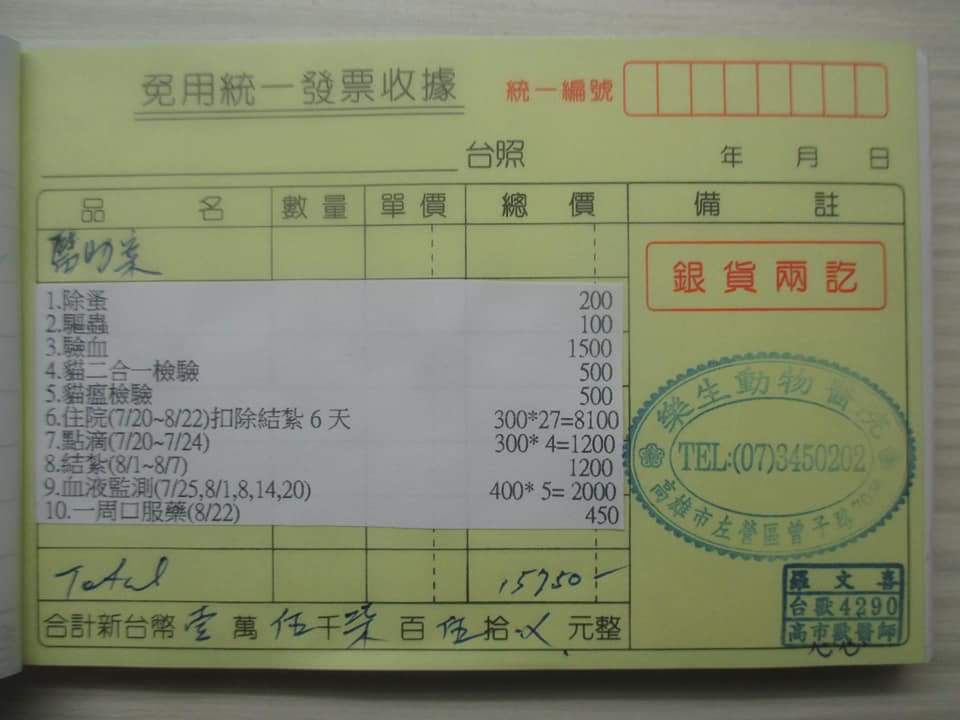 免用統一發票收據
統一編號
台照 年 月 日
品 名 數量 單價 總 價 備 註
銀貨兩訖
1.除蚤 200
2.驅蟲 100
3.驗血 1500
4.貓二合一檢驗 500
5.貓瘟檢驗 500
6.住院(7/20~8/22)扣除結紮 6 天 300*27=8100
7.點滴(7/20~7/24) 300* 4=1200
8.結紮(8/1~8/7) 1200
9.血液監測(7/25,8/1,8,14,20) 400* 5= 2000
10.一周口服藥(8/22) 450
樂生動物醫院
TEL:(07)3450202
高雄市左營區曾子路
Total 15750-
合計新台幣壹萬伍千柒百伍拾 元整
羅文喜
台獸4290
高市獸醫師